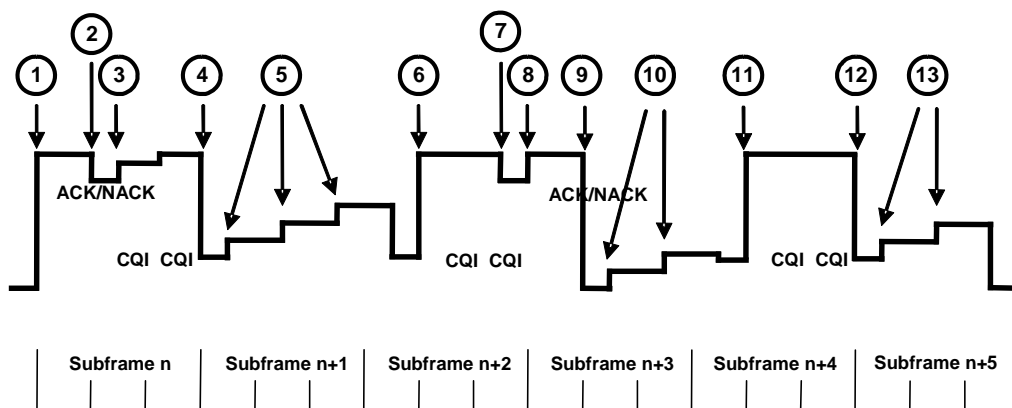 7
2
1
3
4
5
6
8
9
10
11
12
13
ACK/NACK
ACK/NACK
CQI CQI
CQI CQI
CQI CQI
Subframe n
Subframe n+1
Subframe n+2
Subframe n+3
Subframe n+4
Subframe n+5